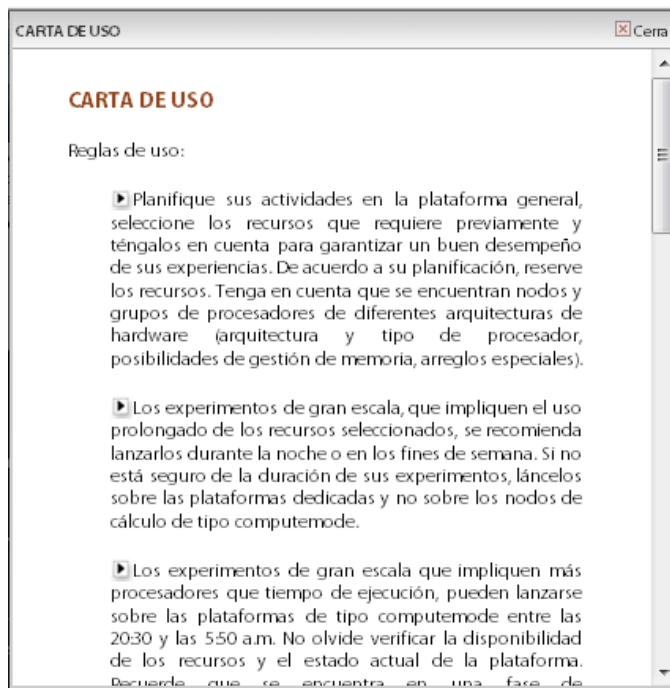 CARTA DE USO
Cerra
CARTA DE USO
Reglas de uso:
Planifique sus actividades en la plataforma general,
seleccione los recursos que requiere previamente y
téngalos en cuenta para garantizar un buen desempeño
de sus experiencias. De acuerdo a su planificación, reserve
los recursos. Tenga en cuenta que se encuentran nodos y
grupos de procesadores de diferentes arquitecturas de
hardware (arquitectura y tipo de procesador,
posibilidades de gestión de memoria, arreglos especiales).
Los experimentos de gran escala, que impliquen el uso
prolongado de los recursos seleccionados, se recomienda
lanzarlos durante la noche o en los fines de semana. Si no
está seguro de la duración de sus experimentos, láncelos
sobre las plataformas dedicadas y no sobre los nodos de
cálculo de tipo computemode.
Los experimentos de gran escala que impliquen más
procesadores que tiempo de ejecución, pueden lanzarse
sobre las plataformas de tipo computemode entre las
20:30 y las 5:50 a.m. No olvide verificar la disponibilidad
de los recursos y el estado actual de la plataforma.
Recuerde que se encuentra en una fase de